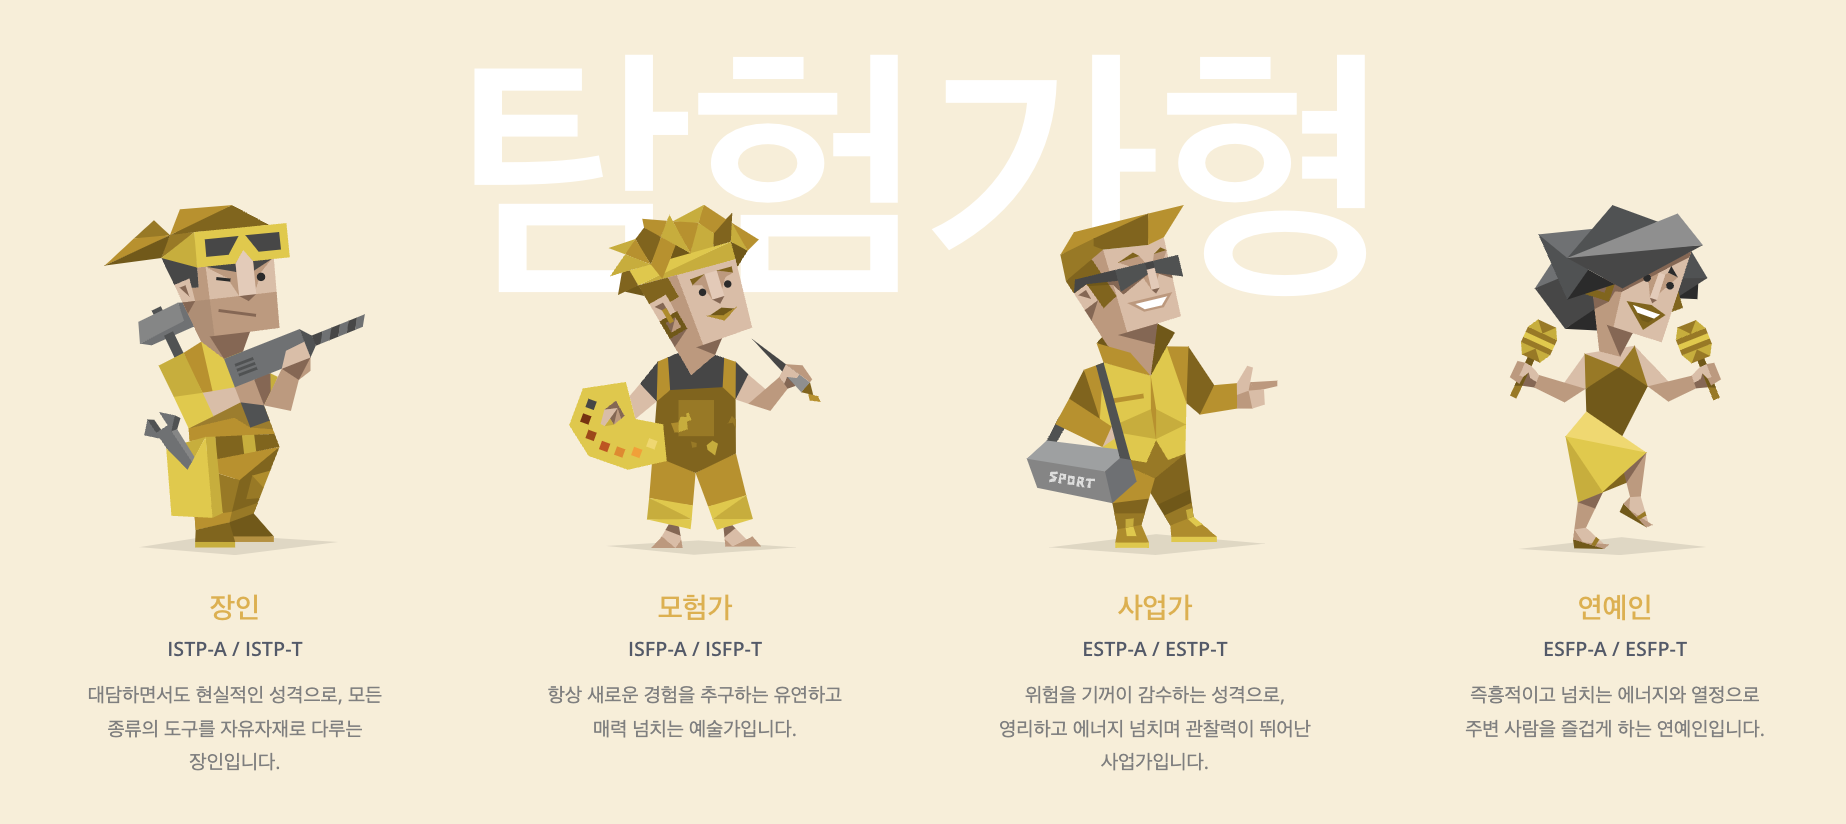 탐험가형
SPORT
장인
ISTP-A / ISTP-T
대담하면서도 현실적인 성격으로, 모든
종류의 도구를 자유자재로 다루는
장인입니다.
모험가
ISFP-A / ISFP-T
항상 새로운 경험을 추구하는 유연하고
매력 넘치는 예술가입니다.
사업가
ESTP-A / ESTP-T
위험을 기꺼이 감수하는 성격으로,
영리하고 에너지 넘치며 관찰력이 뛰어난
사업가입니다.
연예인
ESFP-A / ESFP-T
즉흥적이고 넘치는 에너지와 열정으로
주변 사람을 즐겁게 하는 연예인입니다.